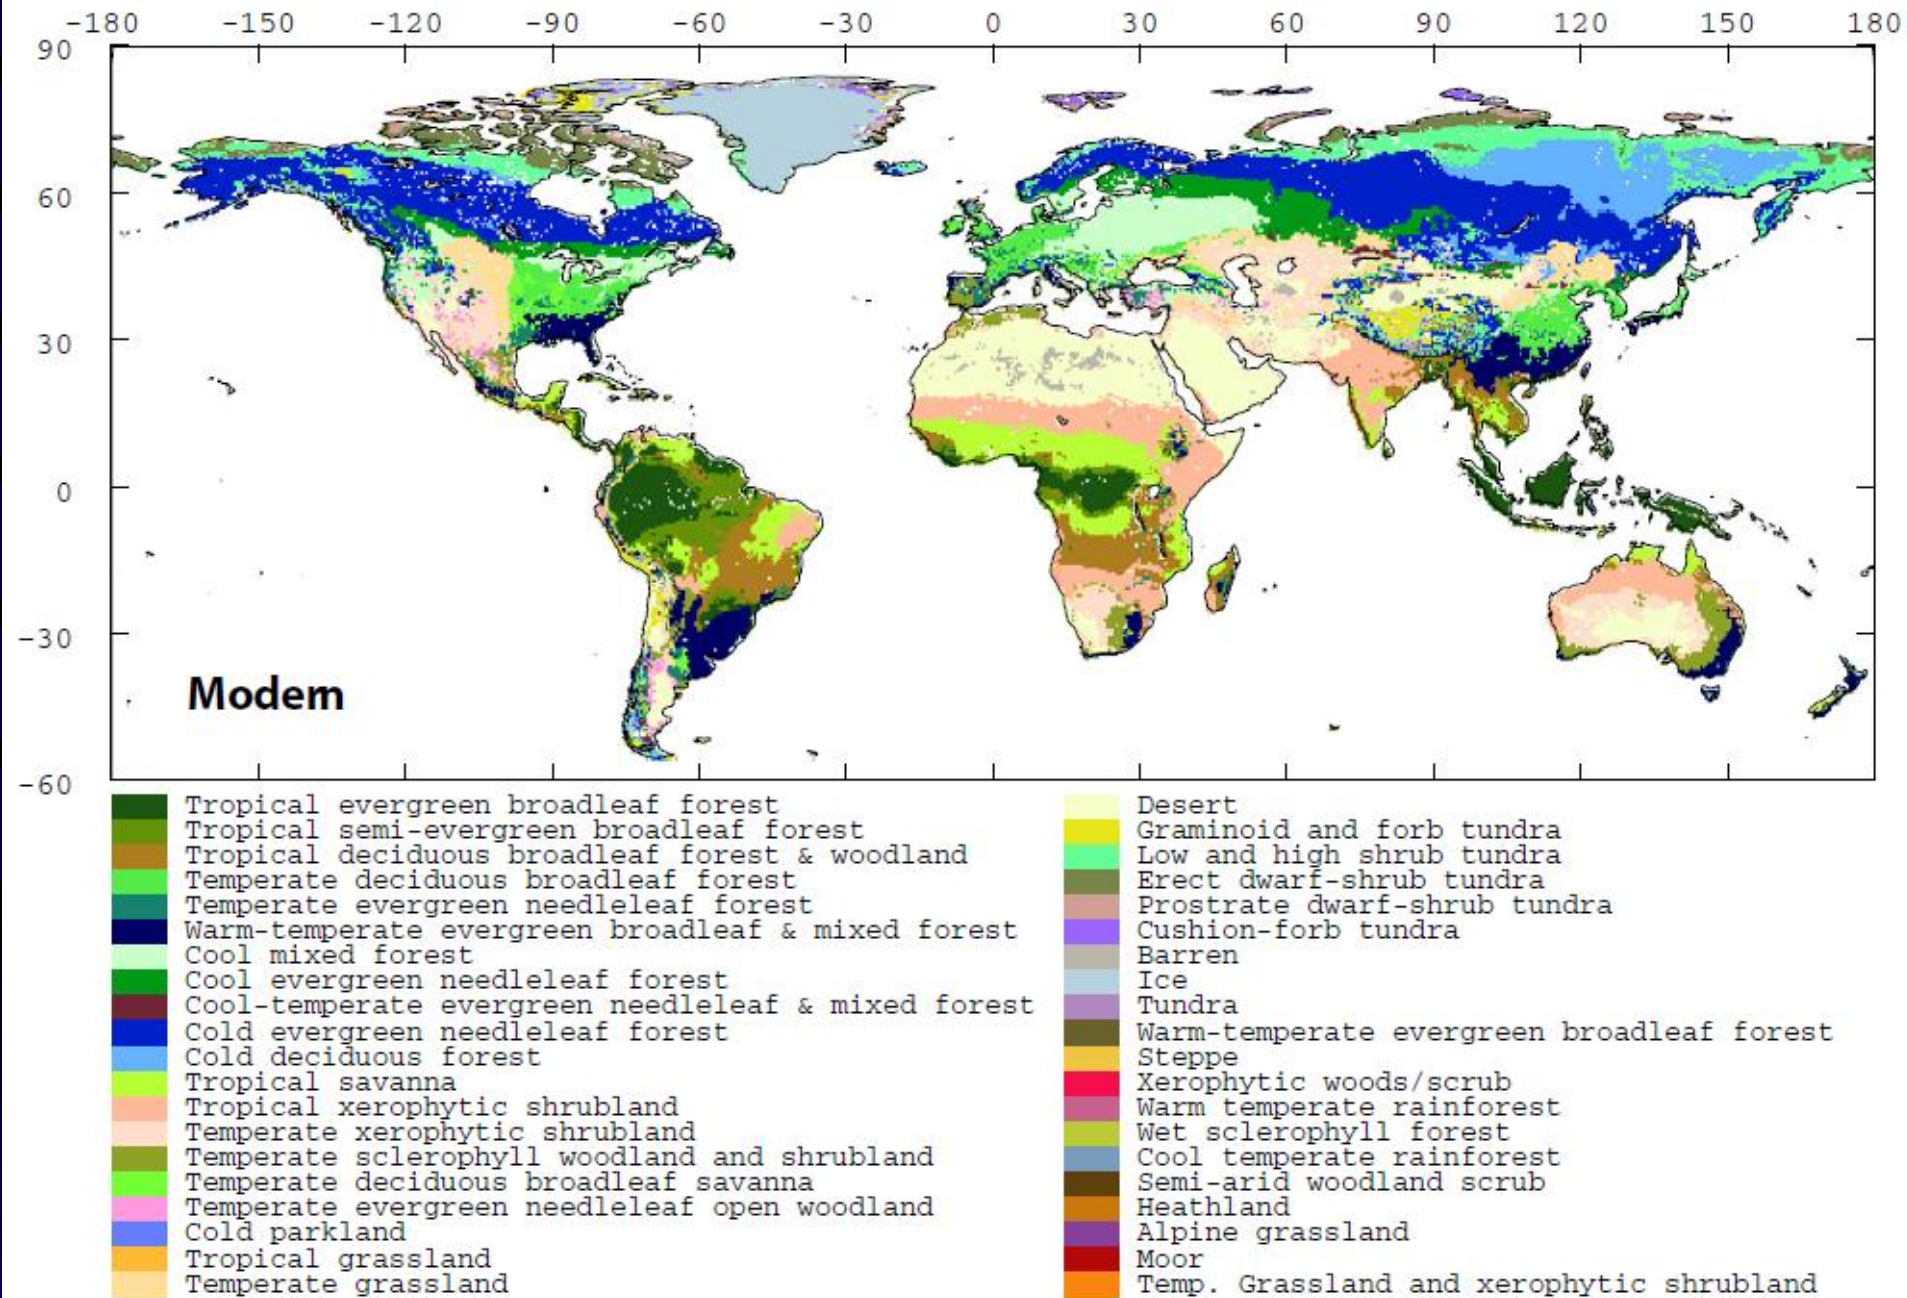 -180 -150 -120 -90 -60 -30 0 30 60 90 120 150 180
90
60
30
0
-30
-60
Modern
Tropical evergreen broadleaf forest
Tropical semi-evergreen broadleaf forest
Tropical deciduous broadleaf forest & woodland
Temperate deciduous broadleaf forest
Temperate evergreen needleleaf forest
Warm-temperate evergreen broadleaf & mixed forest
Cool mixed forest
Cool evergreen needleleaf forest
Cool-temperate evergreen needleleaf & mixed forest
Cold evergreen needleleaf forest
Cold deciduous forest
Tropical savanna
Tropical xerophytic shrubland
Temperate xerophytic shrubland
Temperate sclerophyll woodland and shrubland
Temperate deciduous broadleaf savanna
Temperate evergreen needleleaf open woodland
Cold parkland
Tropical grassland
Temperate grassland
Desert
Graminoid and forb tundra
Low and high shrub tundra
Erect dwarf-shrub tundra
Prostrate dwarf-shrub tundra
Cushion-forb tundra
Barren
Ice
Tundra
Warm-temperate evergreen broadleaf forest
Steppe
Xerophytic woods/scrub
Warm temperate rainforest
Wet sclerophyll forest
Cool temperate rainforest
Semi-arid woodland scrub
Heathland
Alpine grassland
Moor
Temp. Grassland and xerophytic shrubland